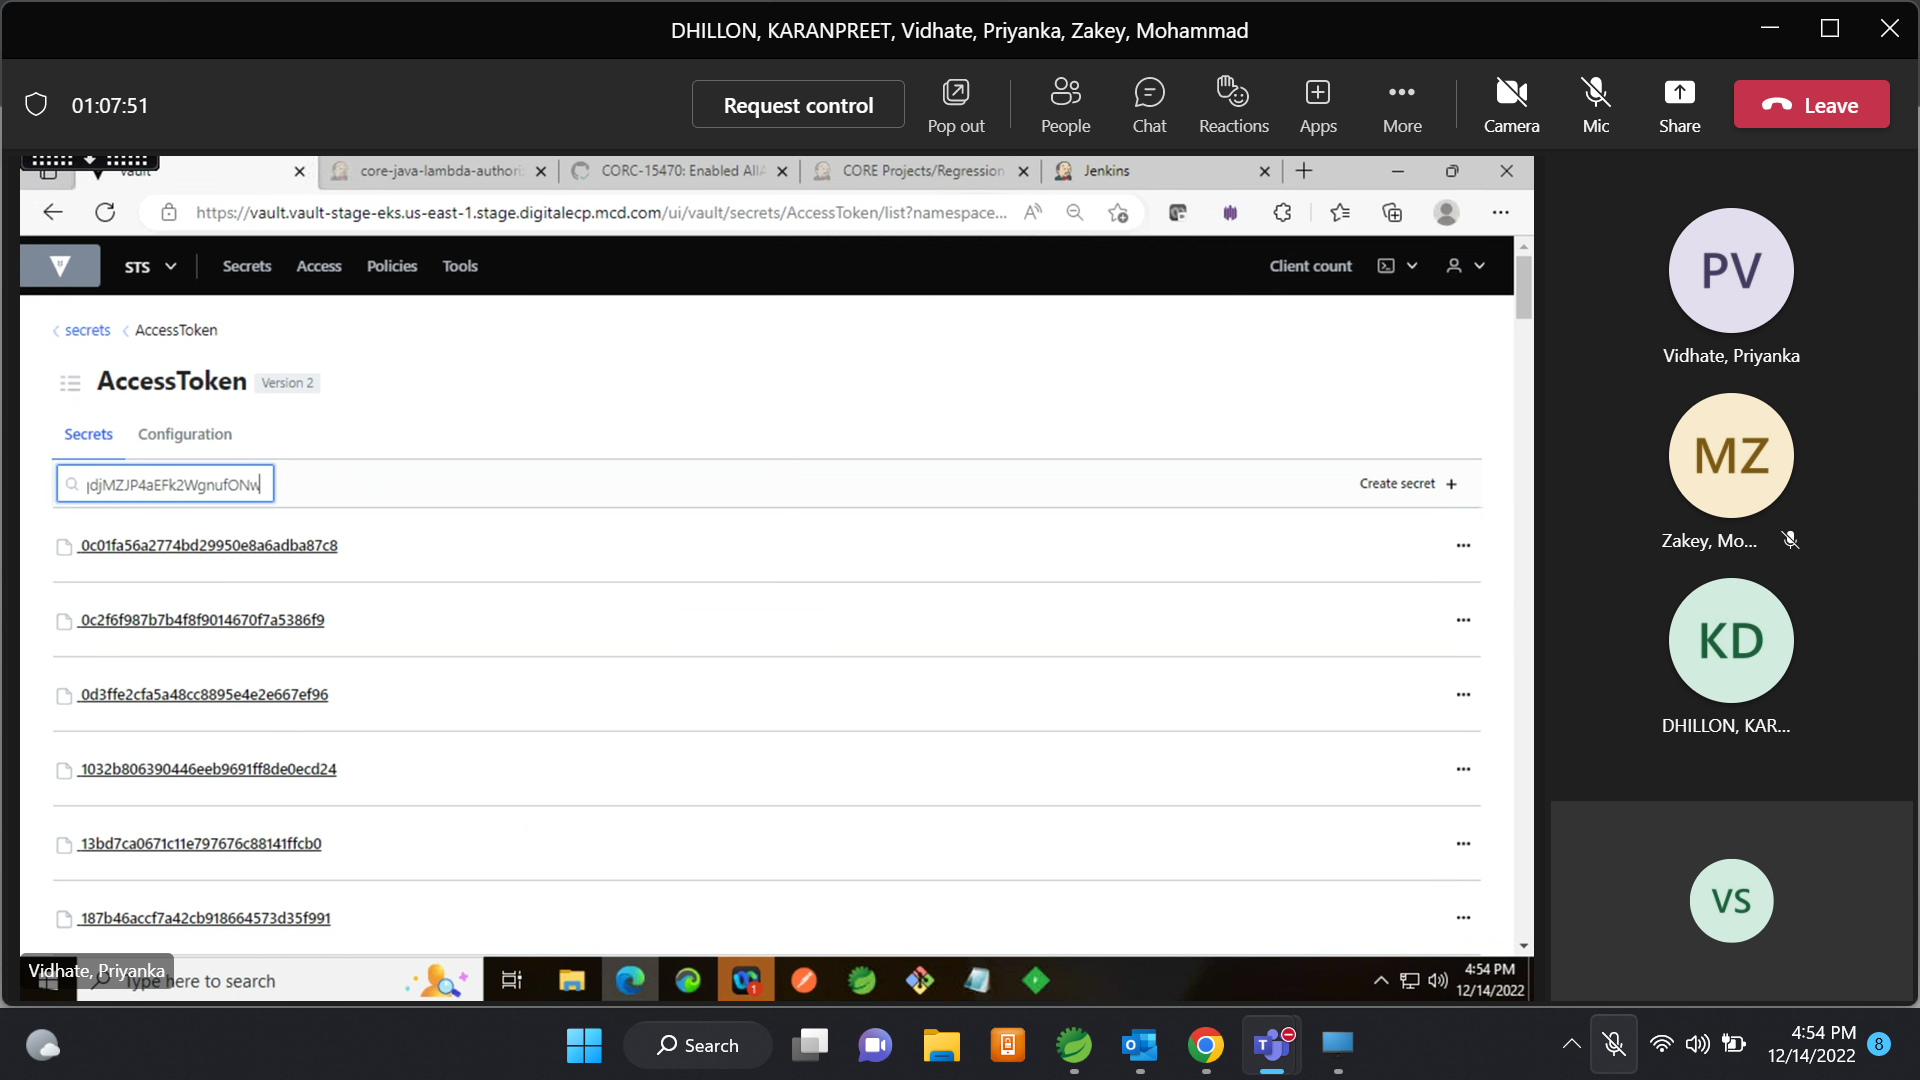 DHILLON, KARANPREET, Vidhate, Priyanka, Zakey, Mohammad
01:07:51
Request control
Pop out
People
Chat
Reactions
Apps
More
Camera
Mic
Share
Leave
core-java-lambda-authori
CORC-15470: Enabled AllA
CORE Projects/Regression
Jenkins
https://vault.vault-stage-eks.us-east-1.stage.digitalecp.mcd.com/ui/vault/secrets/AccessToken/list?namespace...
STS
Secrets
Access
Policies
Tools
Client count
secrets
AccessToken
AccessToken
Version 2
Secrets
Configuration
djMZJP4aEFk2WgnufONw
Create secret +
0c01fa56a2774bd29950e8a6adba87c8
0c2f6f987b7b4f8f9014670f7a5386f9
0d3ffe2cfa5a48cc8895e4e2e667ef96
1032b806390446eeb9691ff8de0ecd24
13bd7ca0671c11e797676c88141ffcb0
187b46accf7a42cb918664573d35f991
Vidhate, Priyanka
Type here to search
4:54 PM
12/14/2022
PV
Vidhate, Priyanka
MZ
Zakey, Mo...
KD
DHILLON, KAR...
VS
Search
4:54 PM
12/14/2022
8